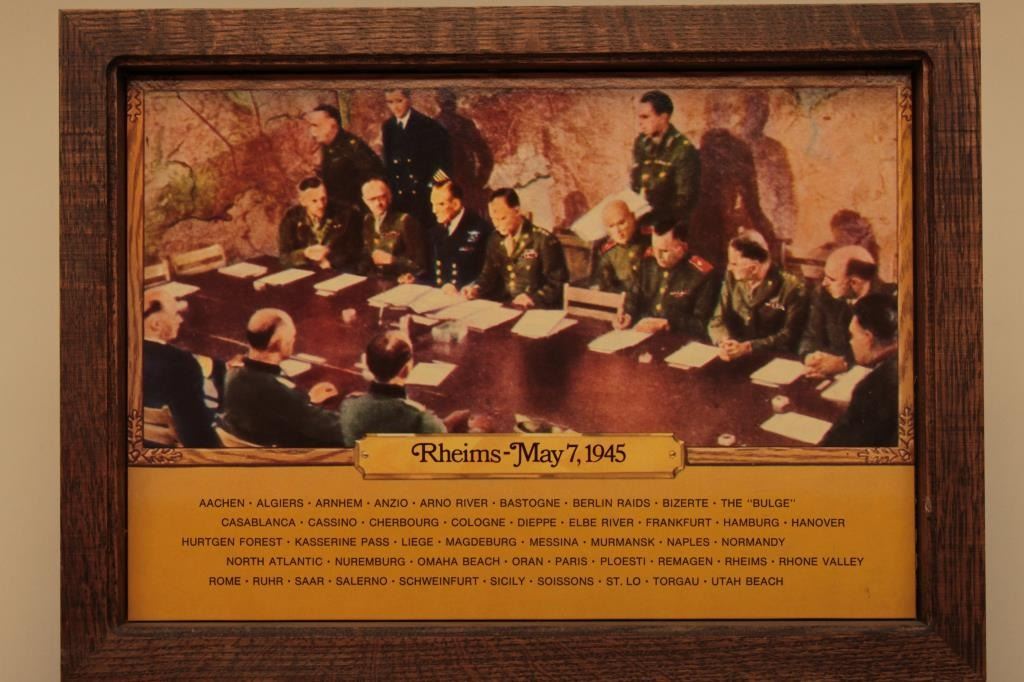 Rheims-May 7, 1945
AACHEN · ALGIERS · ARNHEM · ANZIO · ARNO RIVER · BASTOGNE · BERLIN RAIDS · BIZERTE · THE "BULGE"
CASABLANCA · CASSINO · CHERBOURG · COLOGNE · DIEPPE · ELBE RIVER · FRANKFURT · HAMBURG · HANOVER
HURTGEN FOREST · KASSERINE PASS · LIEGE · MAGDEBURG · MESSINA · MURMANSK · NAPLES · NORMANDY
NORTH ATLANTIC · NUREMBURG · OMAHA BEACH · ORAN · PARIS · PLOESTI · REMAGEN · RHEIMS · RHONE VALLEY
ROME · RUHR · SAAR · SALERNO · SCHWEINFURT · SICILY · SOISSONS · ST. LO · TORGAU · UTAH BEACH